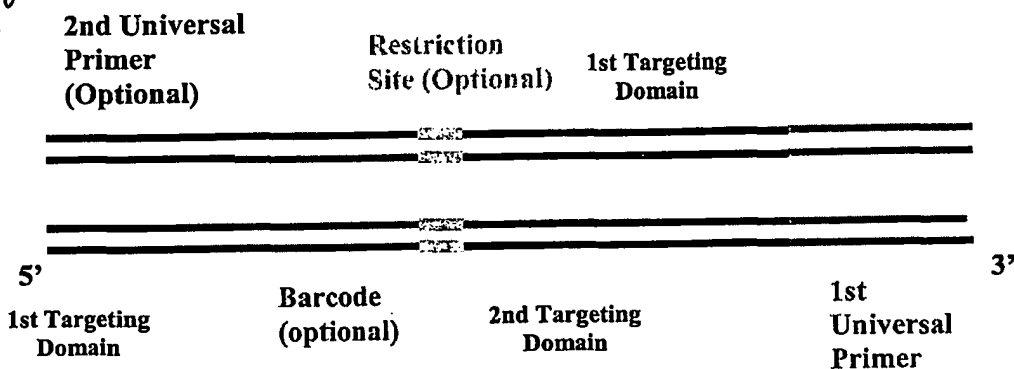 2nd Universal
Primer
(Optional)
Restriction
Site (Optional)
1st Targeting
Domain
5'
3'
1st Targeting
Domain
Barcode
(optional)
2nd Targeting
Domain
1st
Universal
Primer